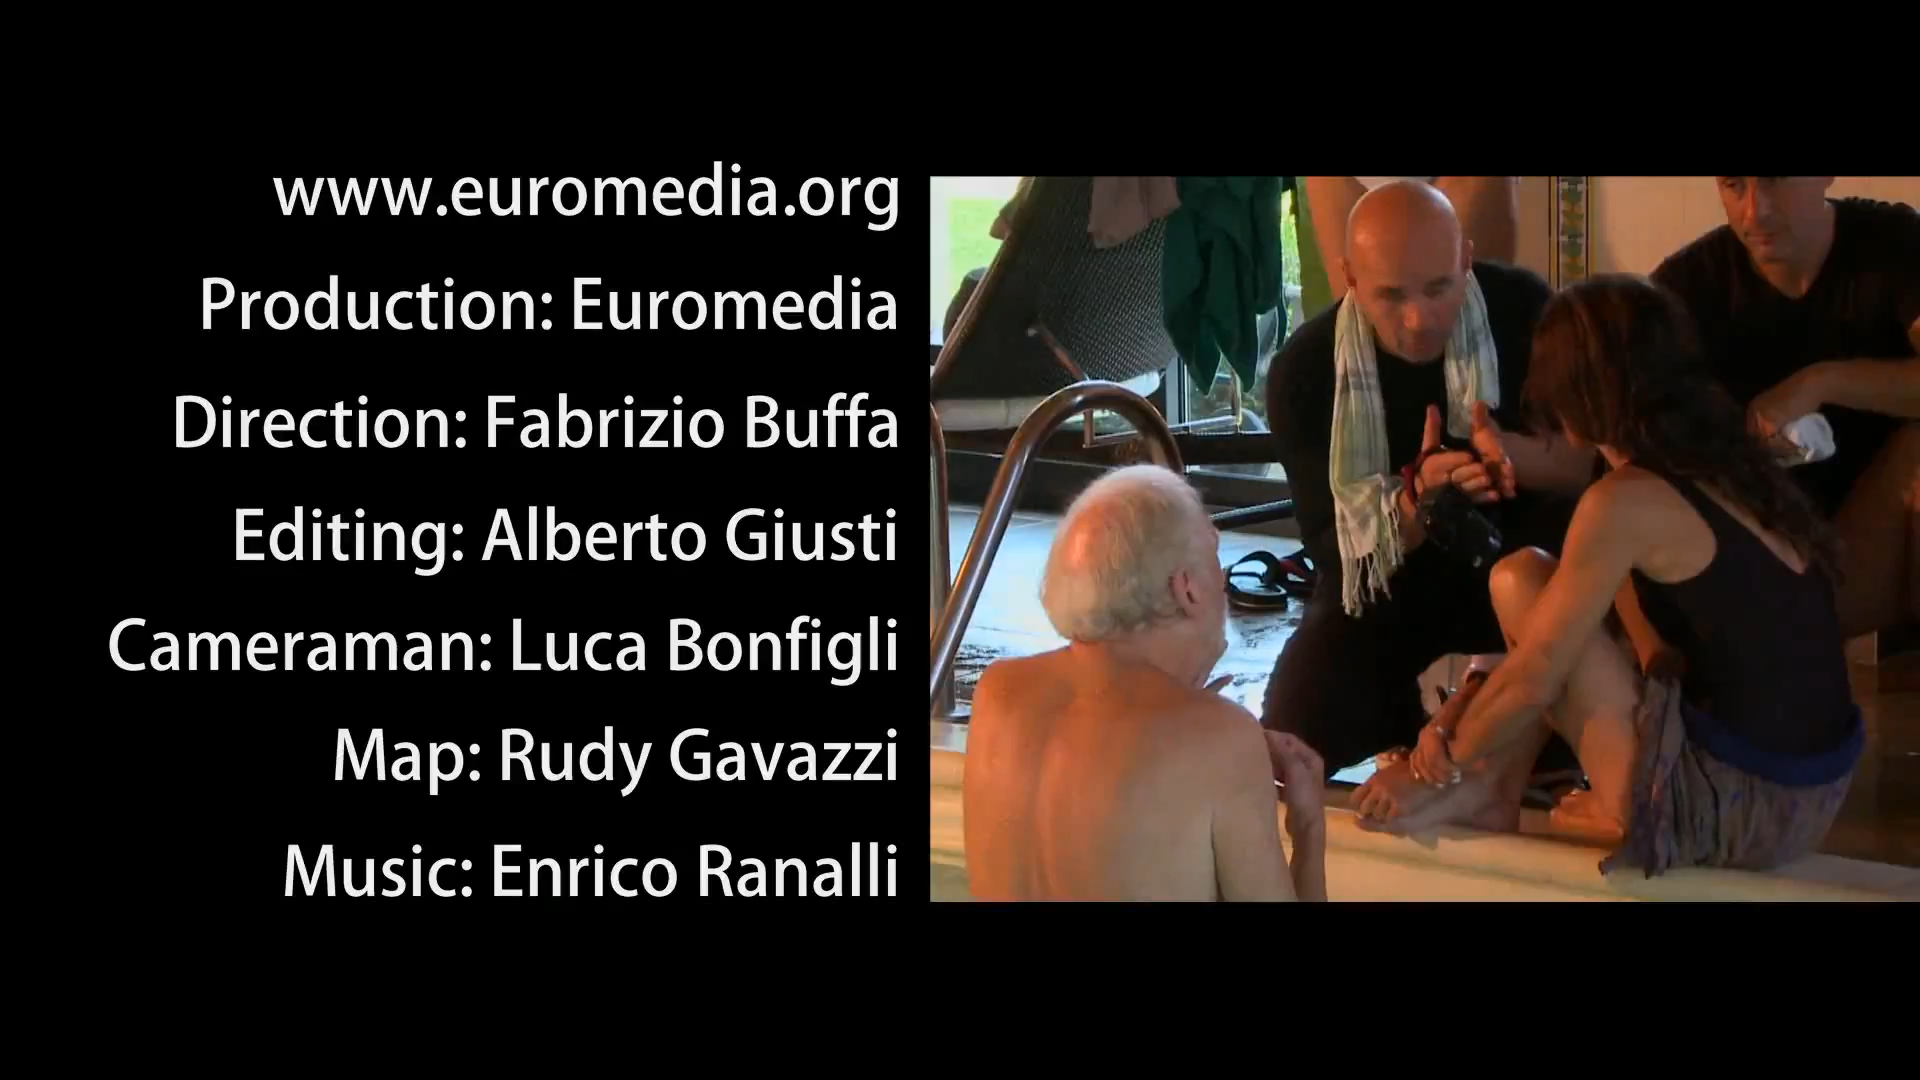 www.euromedia.org
Production: Euromedia
Direction: Fabrizio Buffa
Editing: Alberto Giusti
Cameraman: Luca Bonfigli
Map: Rudy Gavazzi
Music: Enrico Ranalli